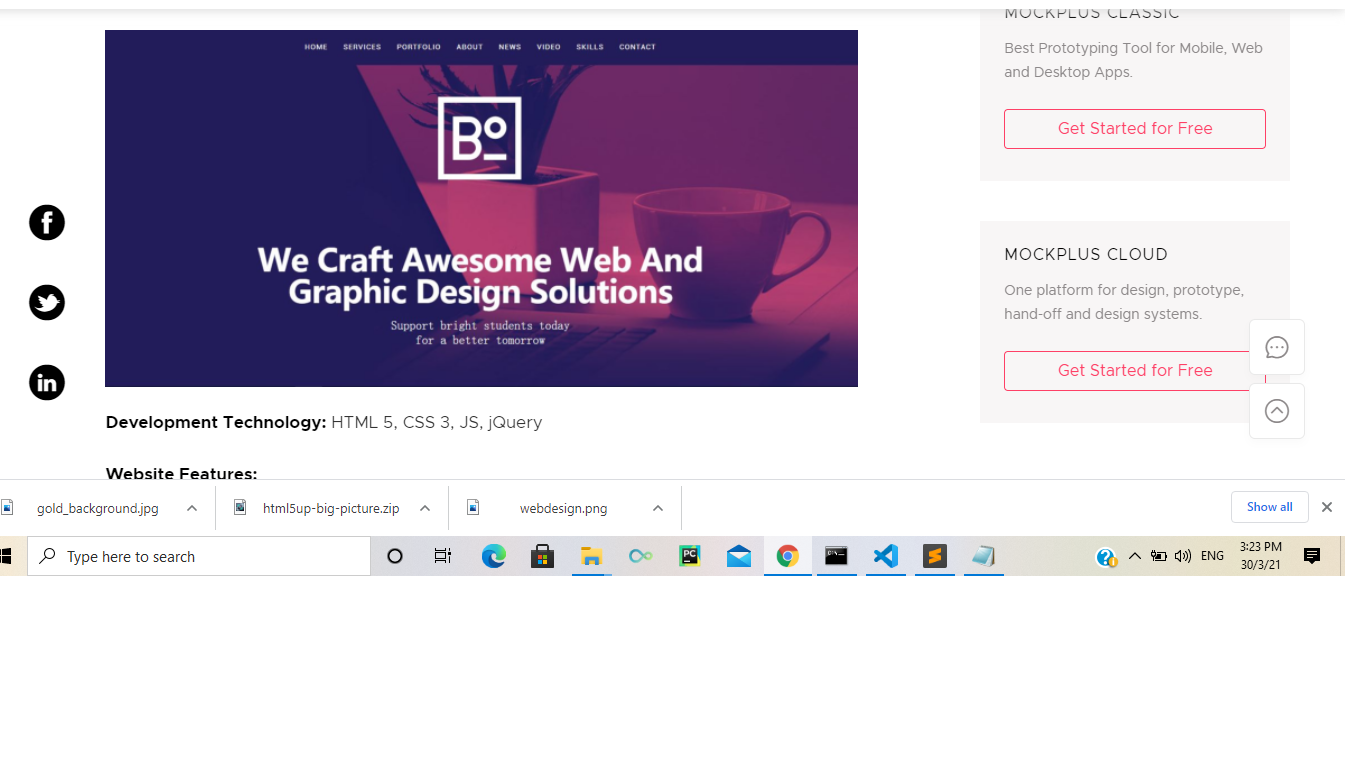 MOCKPLUS CLASSIC
Best Prototyping Tool for Mobile, Web
and Desktop Apps.
Get Started for Free
HOME SERVICES PORTFOLIO ABOUT NEWS VIDEO SKILLS CONTACT
Bo
We Craft Awesome Web And
Graphic Design Solutions
Support bright students today
for a better tomorrow
MOCKPLUS CLOUD
One platform for design, prototype,
hand-off and design systems.
Get Started for Free
f
in
Development Technology: HTML 5, CSS 3, JS, jQuery
Website Features:
gold_background.jpg
html5up-big-picture.zip
webdesign.png
Show all
Type here to search
PC
ENG
3:23 PM
30/3/21